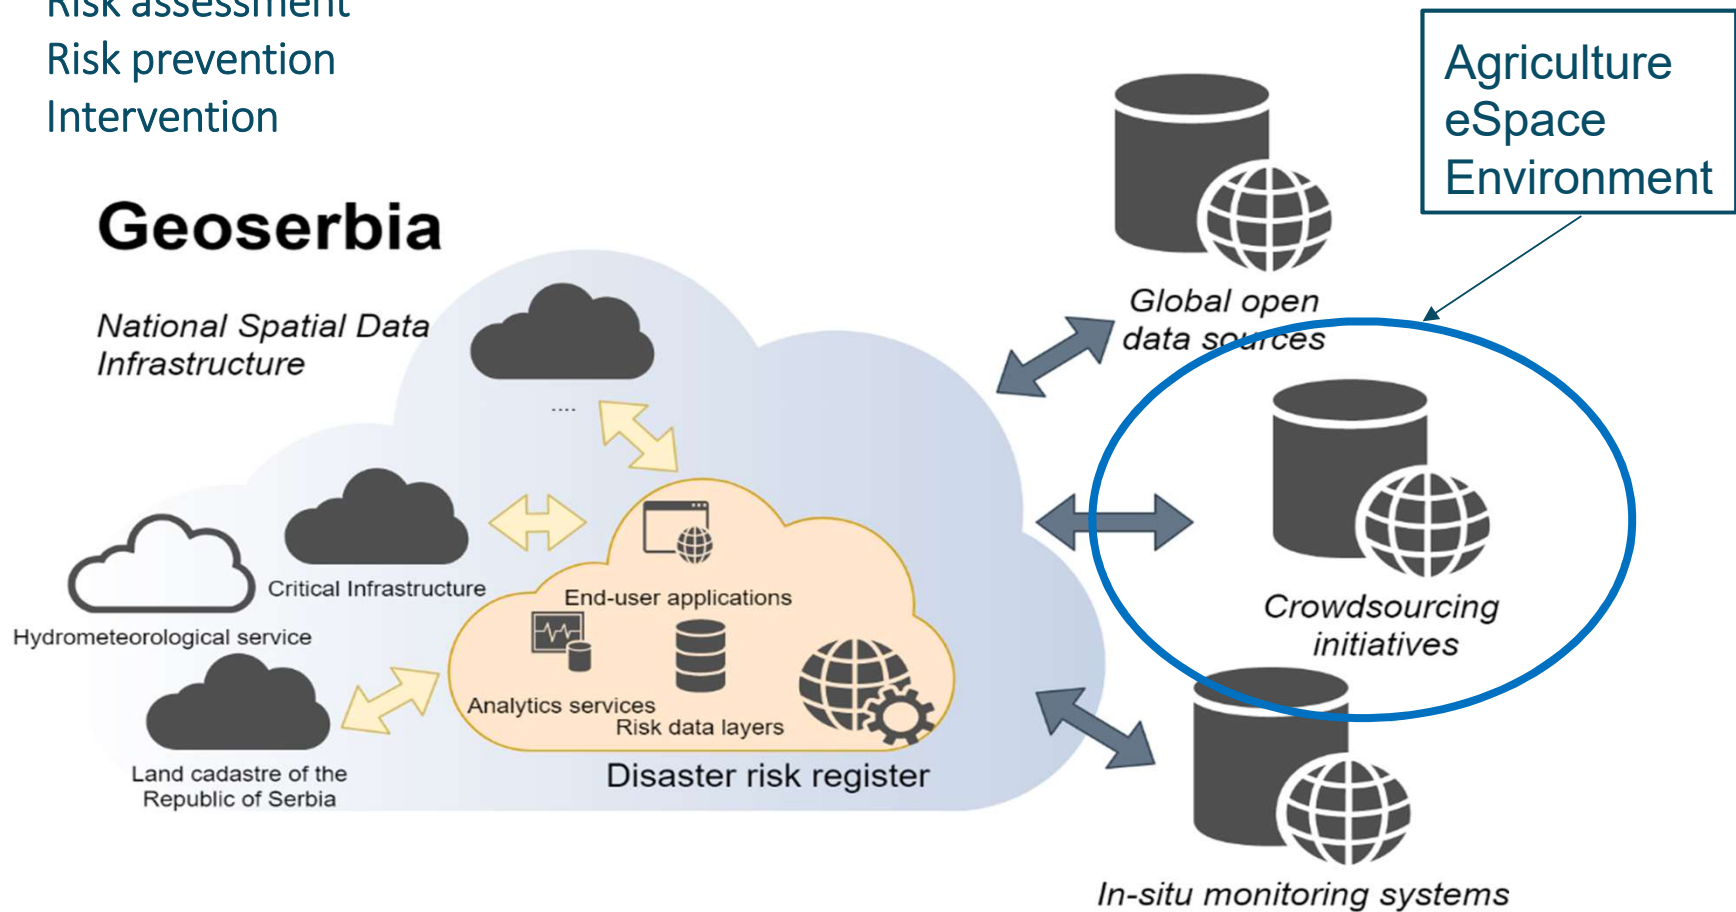 Risk assessment
Risk prevention
Intervention
Agriculture
eSpace
Environment
Geoserbia
National Spatial Data
Infrastructure
....
Global open
data sources
Critical Infrastructure
Hydrometeorological service
End-user applications
Analytics services
Risk data layers
Crowdsourcing
initiatives
Land cadastre of the
Republic of Serbia
Disaster risk register
In-situ monitoring systems